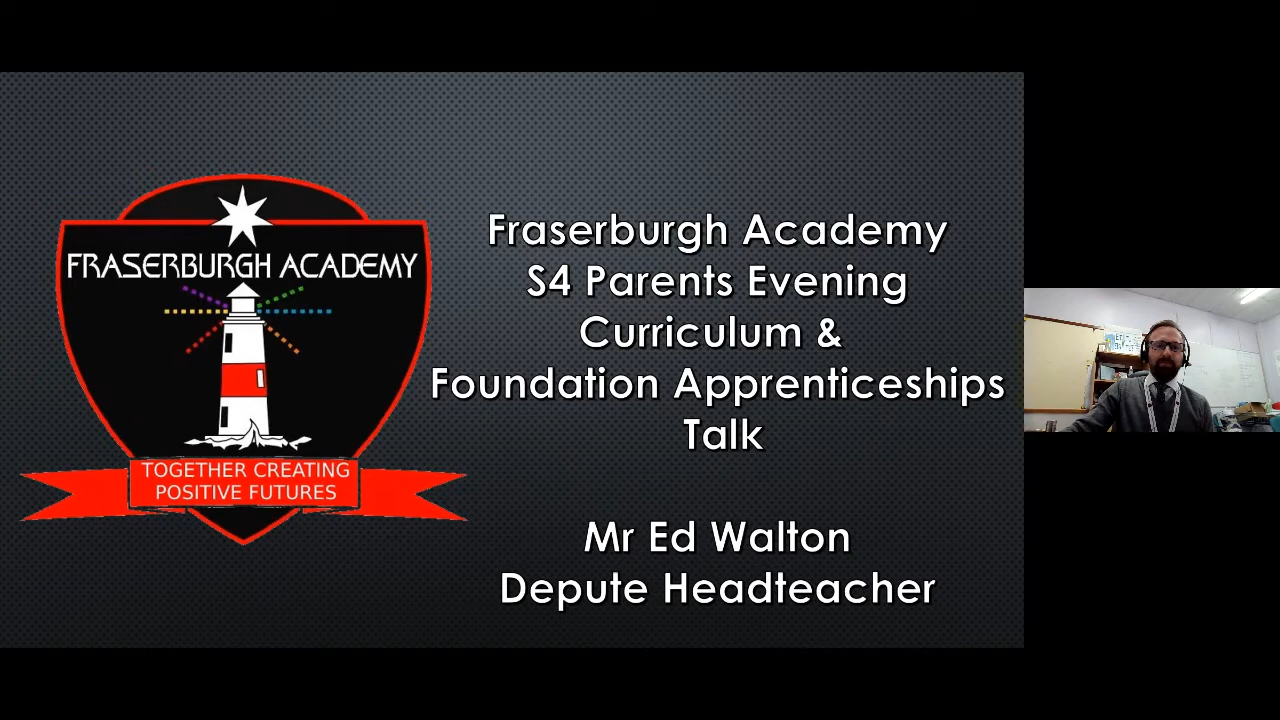 FRASERBURGH ACADEMY
TOGETHER CREATING
POSITIVE FUTURES
Fraserburgh Academy
S4 Parents Evening
Curriculum &
Foundation Apprenticeships
Talk
Mr Ed Walton
Depute Headteacher